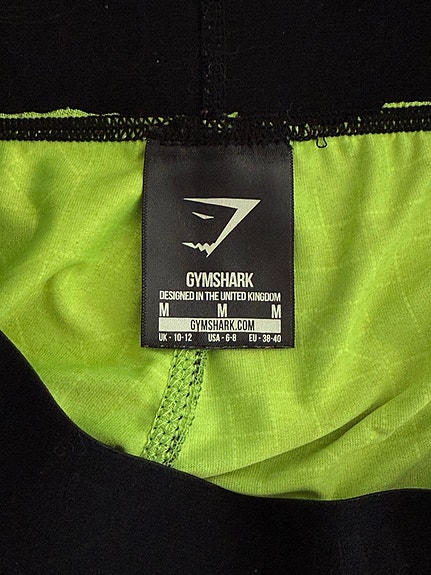 GYMSHARK
DESIGNED IN THE UNITED KINGDOM
M M M
GYMSHARK.COM
UK - 10-12 USA - 6-8 EU - 38-40